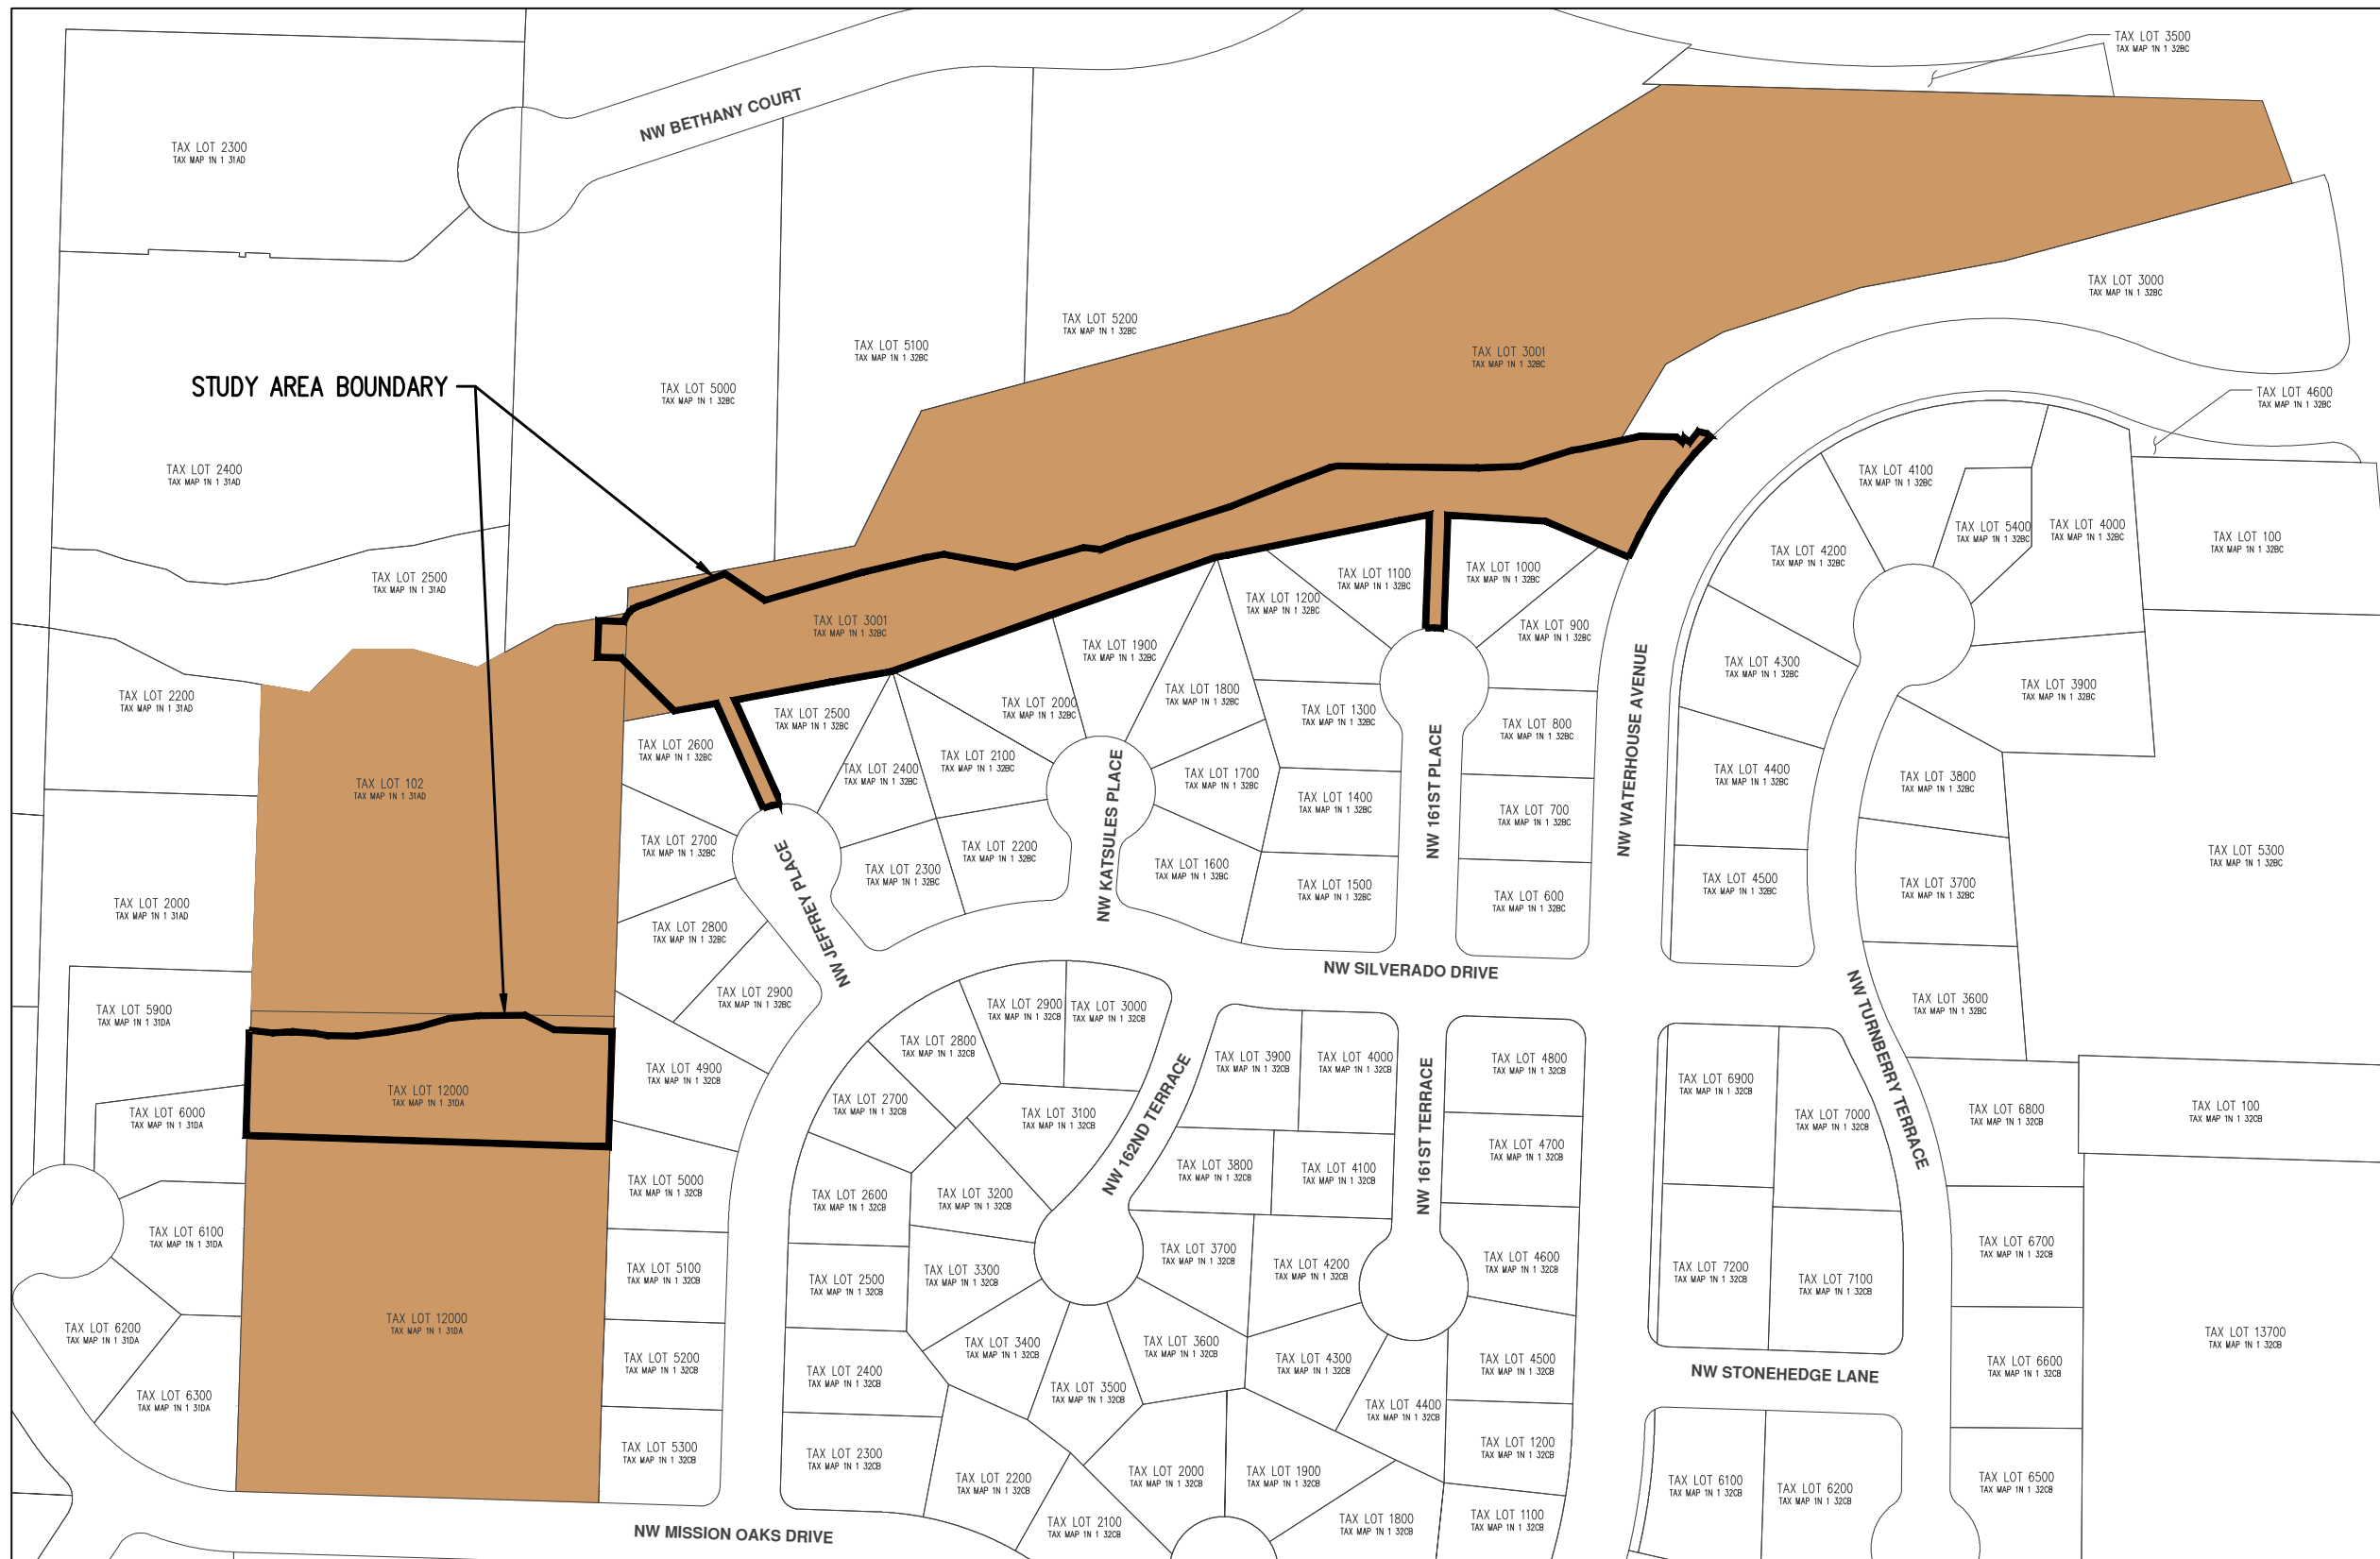 TAX LOT 3500
TAX MAP 1N 1 32BC
NW BETHANY COURT
TAX LOT 2300
TAX MAP 1N 1 31AD
TAX LOT 3000
TAX MAP 1N 1 32BC
TAX LOT 5200
TAX MAP 1N 1 32BC
TAX LOT 5100
TAX MAP 1N 1 32BC
TAX LOT 3001
TAX MAP 1N 1 32BC
STUDY AREA BOUNDARY
TAX LOT 5000
TAX MAP 1N 1 32BC
TAX LOT 4600
TAX MAP 1N 1 32BC
TAX LOT 2400
TAX MAP 1N 1 31AD
TAX LOT 4100
TAX MAP 1N 1 32BC
TAX LOT 5400
TAX MAP 1N 1 32BC
TAX LOT 4000
TAX MAP 1N 1 32BC
TAX LOT 100
TAX MAP 1N 1 32BC
TAX LOT 4200
TAX MAP 1N 1 32BC
TAX LOT 2500
TAX MAP 1N 1 31AD
TAX LOT 1100
TAX MAP 1N 1 32BC
TAX LOT 1000
TAX MAP 1N 1 32BC
TAX LOT 1200
TAX MAP 1N 1 32BC
TAX LOT 3001
TAX MAP 1N 1 32BC
TAX LOT 900
TAX MAP 1N 1 32BC
TAX LOT 1900
TAX MAP 1N 1 32BC
TAX LOT 4300
TAX MAP 1N 1 32BC
TAX LOT 3900
TAX MAP 1N 1 32BC
TAX LOT 2200
TAX MAP 1N 1 31AD
TAX LOT 1800
TAX MAP 1N 1 32BC
TAX LOT 2000
TAX MAP 1N 1 32BC
TAX LOT 1300
TAX MAP 1N 1 32BC
TAX LOT 2500
TAX MAP 1N 1 32BC
TAX LOT 800
TAX MAP 1N 1 32BC
NW WATERHOUSE AVENUE
TAX LOT 2600
TAX MAP 1N 1 32BC
TAX LOT 2100
TAX MAP 1N 1 32BC
TAX LOT 2400
TAX MAP 1N 1 32BC
TAX LOT 1700
TAX MAP 1N 1 32BC
TAX LOT 4400
TAX MAP 1N 1 32BC
TAX LOT 3800
TAX MAP 1N 1 32BC
TAX LOT 102
TAX MAP 1N 1 31AD
TAX LOT 1400
TAX MAP 1N 1 32BC
NW 161ST PLACE
TAX LOT 700
TAX MAP 1N 1 32BC
NW KATSULES PLACE
TAX LOT 2700
TAX MAP 1N 1 32BC
TAX LOT 2200
TAX MAP 1N 1 32BC
TAX LOT 5300
TAX MAP 1N 1 32BC
TAX LOT 2300
TAX MAP 1N 1 32BC
TAX LOT 1600
TAX MAP 1N 1 32BC
TAX LOT 1500
TAX MAP 1N 1 32BC
TAX LOT 600
TAX MAP 1N 1 32BC
TAX LOT 4500
TAX MAP 1N 1 32BC
TAX LOT 3700
TAX MAP 1N 1 32BC
TAX LOT 2000
TAX MAP 1N 1 31AD
NW JEFFREY PLACE
TAX LOT 2800
TAX MAP 1N 1 32BC
NW SILVERADO DRIVE
TAX LOT 2900
TAX MAP 1N 1 32BC
TAX LOT 3600
TAX MAP 1N 1 32BC
NW TURNBERRY TERRACE
TAX LOT 5900
TAX MAP 1N 1 31DA
TAX LOT 2900
TAX MAP 1N 1 32CB
TAX LOT 3000
TAX MAP 1N 1 32CB
TAX LOT 2800
TAX MAP 1N 1 32CB
TAX LOT 3900
TAX MAP 1N 1 32CB
TAX LOT 4000
TAX MAP 1N 1 32CB
TAX LOT 4800
TAX MAP 1N 1 32CB
TAX LOT 4900
TAX MAP 1N 1 32CB
TAX LOT 6900
TAX MAP 1N 1 32CB
TAX LOT 12000
TAX MAP 1N 1 31DA
TAX LOT 2700
TAX MAP 1N 1 32CB
TAX LOT 3100
TAX MAP 1N 1 32CB
NW 162ND TERRACE
NW 161ST TERRACE
TAX LOT 6000
TAX MAP 1N 1 31DA
TAX LOT 7000
TAX MAP 1N 1 32CB
TAX LOT 6800
TAX MAP 1N 1 32CB
TAX LOT 100
TAX MAP 1N 1 32CB
TAX LOT 4700
TAX MAP 1N 1 32CB
TAX LOT 3800
TAX MAP 1N 1 32CB
TAX LOT 4100
TAX MAP 1N 1 32CB
TAX LOT 5000
TAX MAP 1N 1 32CB
TAX LOT 2600
TAX MAP 1N 1 32CB
TAX LOT 3200
TAX MAP 1N 1 32CB
TAX LOT 6100
TAX MAP 1N 1 31DA
TAX LOT 3700
TAX MAP 1N 1 32CB
TAX LOT 4200
TAX MAP 1N 1 32CB
TAX LOT 4600
TAX MAP 1N 1 32CB
TAX LOT 6700
TAX MAP 1N 1 32CB
TAX LOT 5100
TAX MAP 1N 1 32CB
TAX LOT 2500
TAX MAP 1N 1 32CB
TAX LOT 3300
TAX MAP 1N 1 32CB
TAX LOT 7200
TAX MAP 1N 1 32CB
TAX LOT 7100
TAX MAP 1N 1 32CB
TAX LOT 6200
TAX MAP 1N 1 31DA
TAX LOT 12000
TAX MAP 1N 1 31DA
TAX LOT 3400
TAX MAP 1N 1 32CB
TAX LOT 3600
TAX MAP 1N 1 32CB
TAX LOT 13700
TAX MAP 1N 1 32CB
TAX LOT 5200
TAX MAP 1N 1 32CB
TAX LOT 2400
TAX MAP 1N 1 32CB
TAX LOT 4300
TAX MAP 1N 1 32CB
TAX LOT 4500
TAX MAP 1N 1 32CB
NW STONEHEDGE LANE
TAX LOT 6600
TAX MAP 1N 1 32CB
TAX LOT 6300
TAX MAP 1N 1 31DA
TAX LOT 3500
TAX MAP 1N 1 32CB
TAX LOT 4400
TAX MAP 1N 1 32CB
TAX LOT 5300
TAX MAP 1N 1 32CB
TAX LOT 2300
TAX MAP 1N 1 32CB
TAX LOT 1200
TAX MAP 1N 1 32CB
TAX LOT 2200
TAX MAP 1N 1 32CB
TAX LOT 2000
TAX MAP 1N 1 32CB
TAX LOT 1900
TAX MAP 1N 1 32CB
TAX LOT 6100
TAX MAP 1N 1 32CB
TAX LOT 6200
TAX MAP 1N 1 32CB
TAX LOT 6500
TAX MAP 1N 1 32CB
NW MISSION OAKS DRIVE
TAX LOT 2100
TAX MAP 1N 1 32CB
TAX LOT 1800
TAX MAP 1N 1 32CB
TAX LOT 1100
TAX MAP 1N 1 32CB